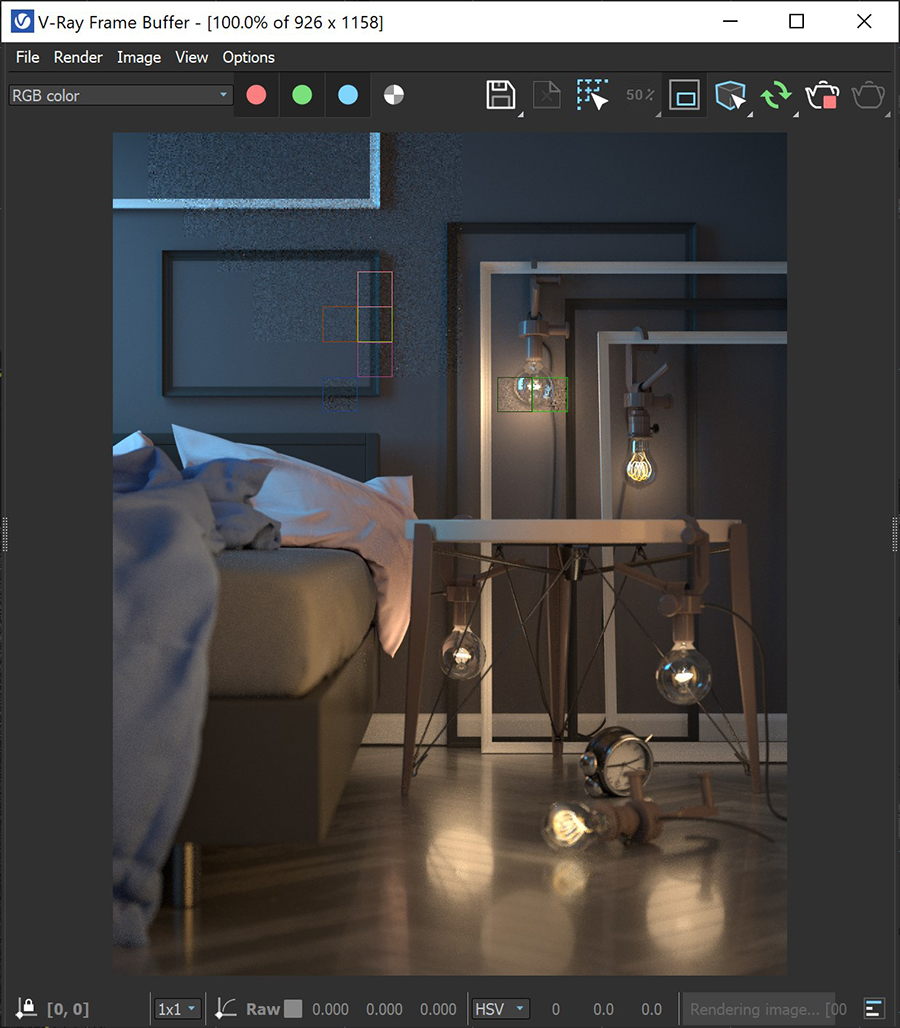 V-Ray Frame Buffer - [100.0% of 926 x 1158]
File Render Image View Options
RGB color 50 %
[0, 0] 1x1 Raw 0.000 0.000 0.000 HSV 0 0.0 0.0 Rendering image... [00